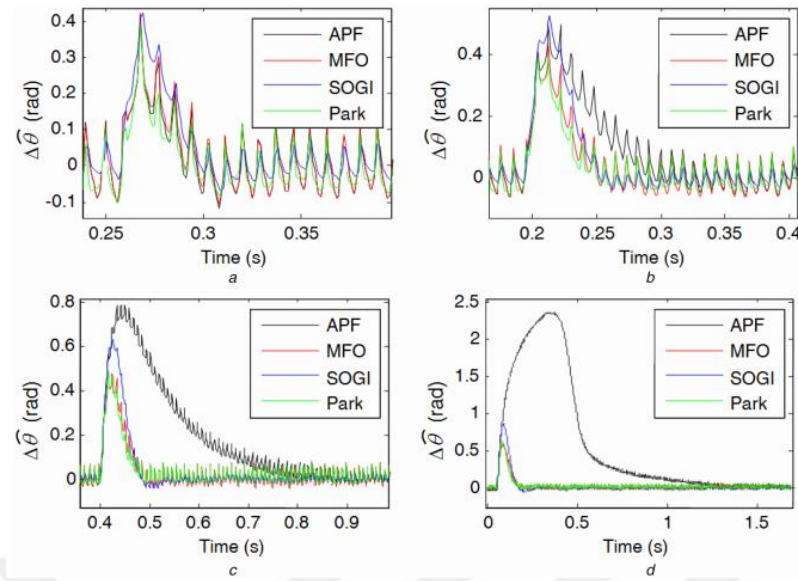 0.4
0.3
0.2
0.1
0
-0.1
Δθ̂ (rad)
APF
MFO
SOGI
Park
0.25
0.3
0.35
Time (s)
a
0.4
0.2
0
Δθ̂ (rad)
APF
MFO
SOGI
Park
0.2
0.25
0.3
0.35
0.4
Time (s)
b
0.8
0.6
0.4
0.2
0
Δθ̂ (rad)
APF
MFO
SOGI
Park
0.4
0.5
0.6
0.7
0.8
0.9
Time (s)
c
2.5
2
1.5
1
0.5
0
Δθ̂ (rad)
APF
MFO
SOGI
Park
0
0.5
1
1.5
Time (s)
d